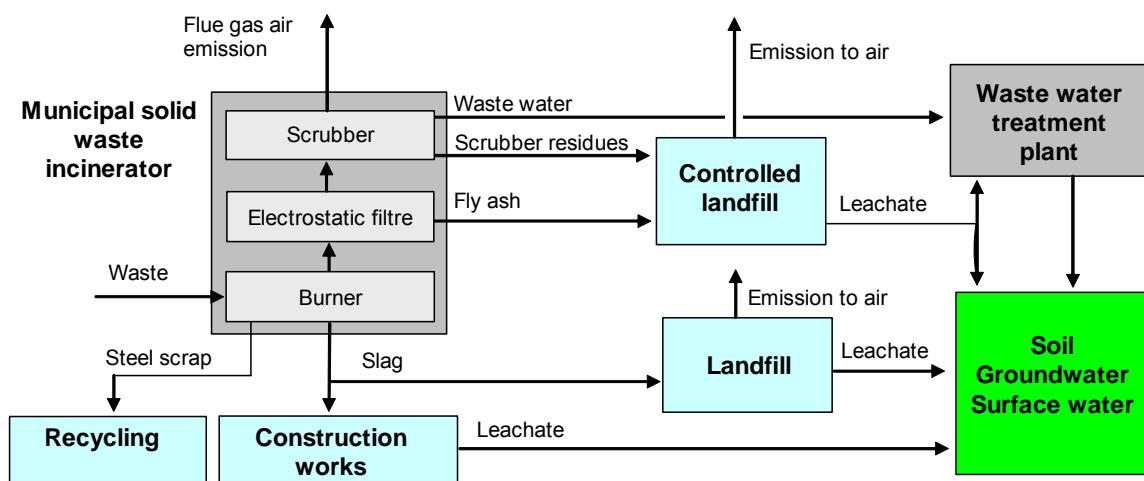 Flue gas air
emission
Emission to air
Municipal solid
waste
incinerator
Waste water
Scrubber
Scrubber residues
Waste water
treatment
plant
Controlled
landfill
Electrostatic filtre
Fly ash
Leachate
Waste
Burner
Emission to air
Steel scrap
Slag
Landfill
Leachate
Soil
Groundwater
Surface water
Recycling
Construction
works
Leachate